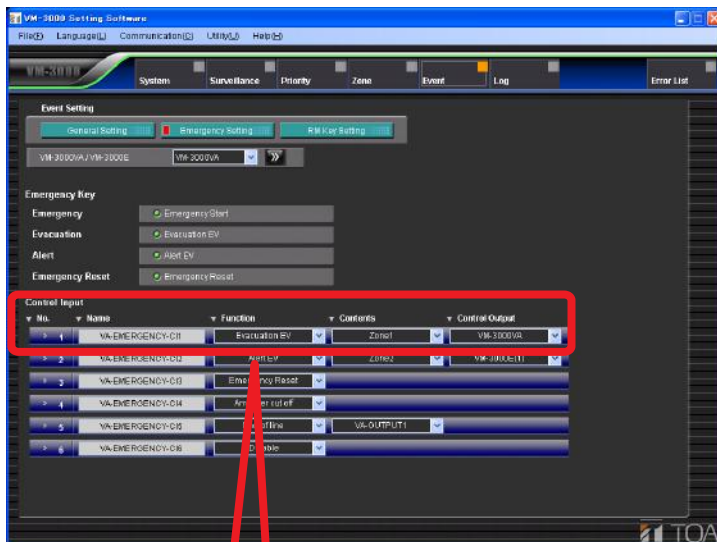 VM-3000 Setting Software
File(F) Language(L) Communication(C) Utility(U) Help(H)
VM-3000 System Surveillance Priority Zone Event Log Error List
Event Setting
General Setting Emergency Setting RM Key Setting
VM-3000VA / VM-3000E VM-3000VA
Emergency Key
Emergency Emergency Start
Evacuation Evacuation EV
Alert Alert EV
Emergency Reset Emergency Reset
Control Input
No. Name Function Contents Control Output
1 VA-EMERGENCY-CI1 Evacuation EV Zone1 VM-3000VA
2 VA-EMERGENCY-CI2 Alert EV Zone2 VM-3000E(1)
3 VA-EMERGENCY-CI3 Emergency Reset
4 VA-EMERGENCY-CI4 cut off
5 VA-EMERGENCY-CI5 VA-OUTPUT1
6 VA-EMERGENCY-CI6
TOA